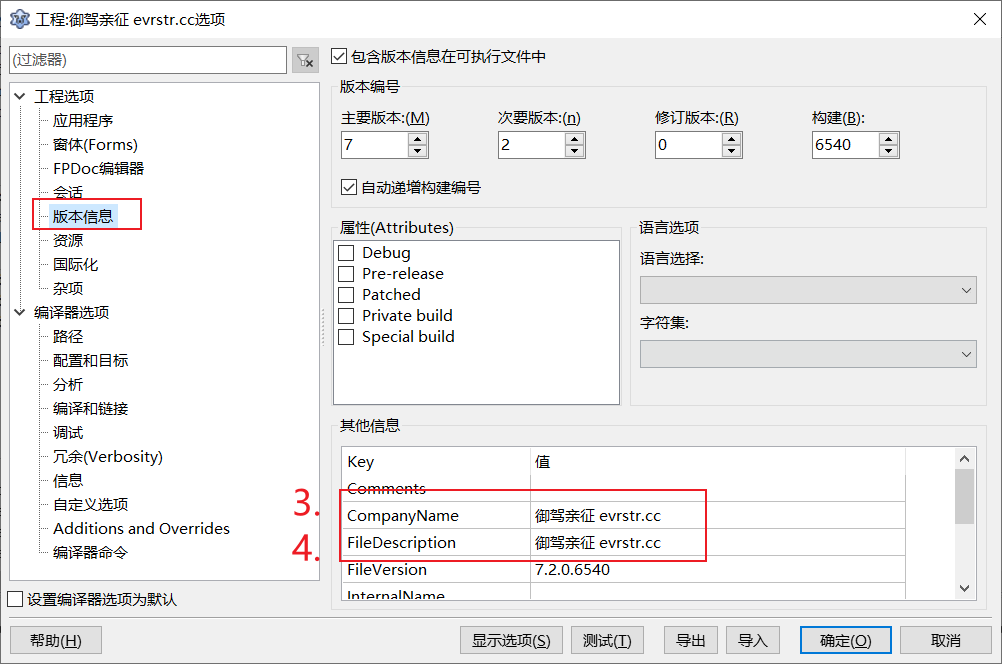 工程:御驾亲征 evrstr.cc选项
(过滤器)
工程选项
应用程序
窗体(Forms)
FPDoc编辑器
会话
版本信息
资源
国际化
杂项
编译器选项
路径
配置和目标
分析
编译和链接
调试
冗余(Verbosity)
信息
自定义选项
Additions and Overrides
编译器命令
设置编译器选项为默认
包含版本信息在可执行文件中
版本编号
主要版本:(M) 次要版本:(n) 修订版本:(R) 构建(B):
7 2 0 6540
自动递增构建编号
属性(Attributes)
Debug
Pre-release
Patched
Private build
Special build
语言选项
语言选择:
字符集:
其他信息
Key 值
Comments
3. CompanyName 御驾亲征 evrstr.cc
4. FileDescription 御驾亲征 evrstr.cc
FileVersion 7.2.0.6540
InternalName
帮助(H) 显示选项(S) 测试(T) 导出 导入 确定(O) 取消